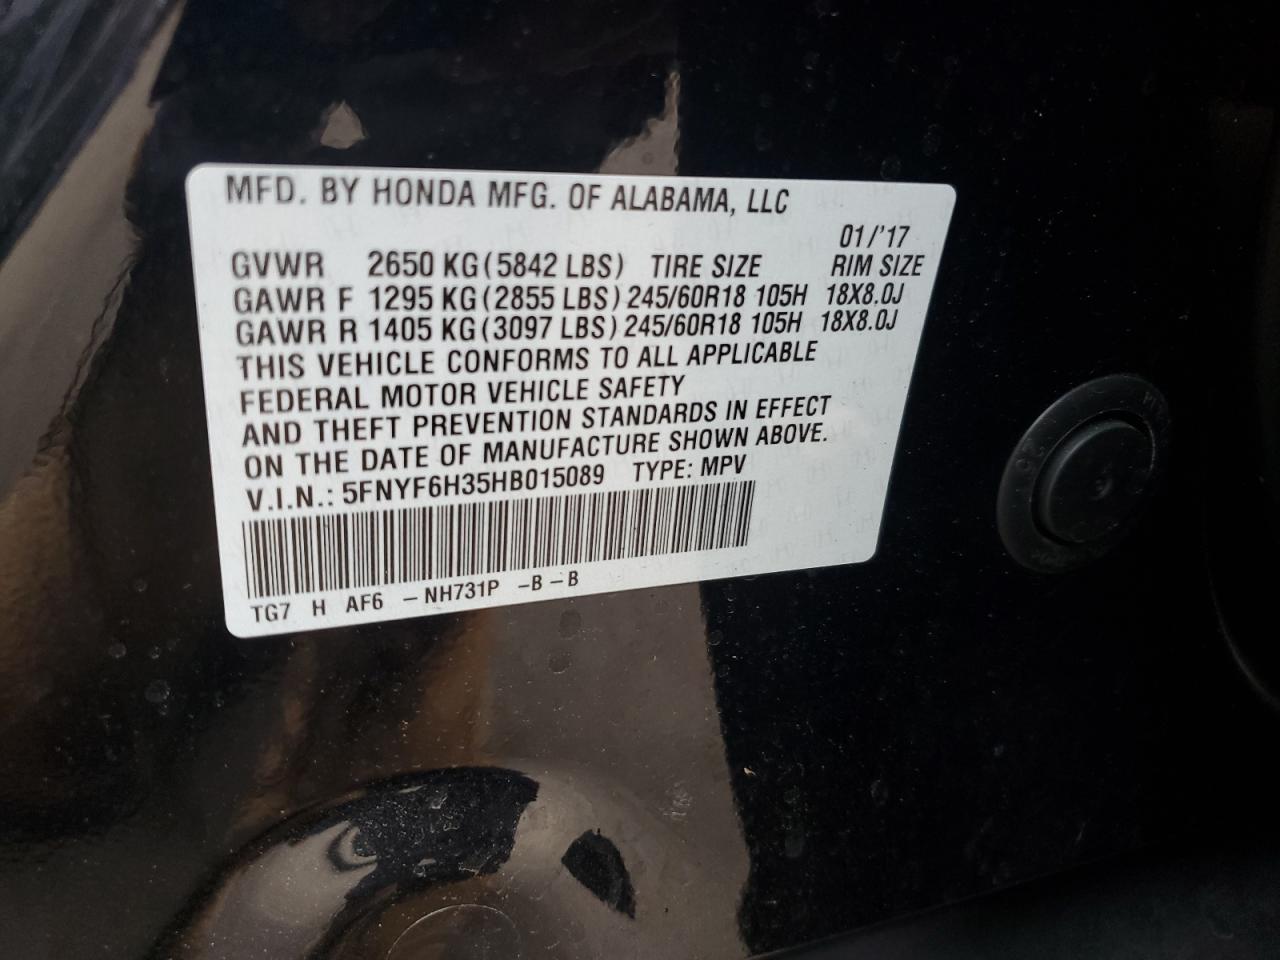 MFD. BY HONDA MFG. OF ALABAMA, LLC
01/'17
GVWR 2650 KG (5842 LBS) TIRE SIZE RIM SIZE
GAWR F 1295 KG (2855 LBS) 245/60R18 105H 18X8.0J
GAWR R 1405 KG (3097 LBS) 245/60R18 105H 18X8.0J
THIS VEHICLE CONFORMS TO ALL APPLICABLE
FEDERAL MOTOR VEHICLE SAFETY
AND THEFT PREVENTION STANDARDS IN EFFECT
ON THE DATE OF MANUFACTURE SHOWN ABOVE.
V.I.N.: 5FNYF6H35HB015089 TYPE: MPV
TG7 H AF6 -NH731P -B-B